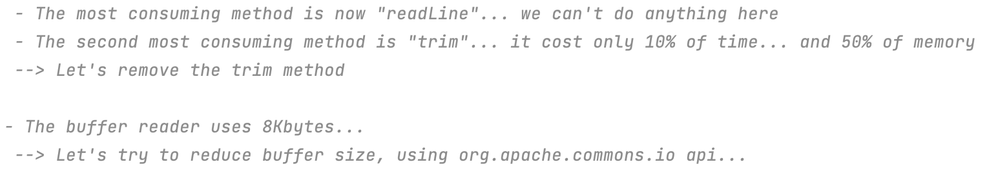 - The most consuming method is now "readLine"... we can't do anything here
- The second most consuming method is "trim"... it cost only 10% of time... and 50% of memory
--> Let's remove the trim method
- The buffer reader uses 8Kbytes...
--> Let's try to reduce buffer size, using org.apache.commons.io api...